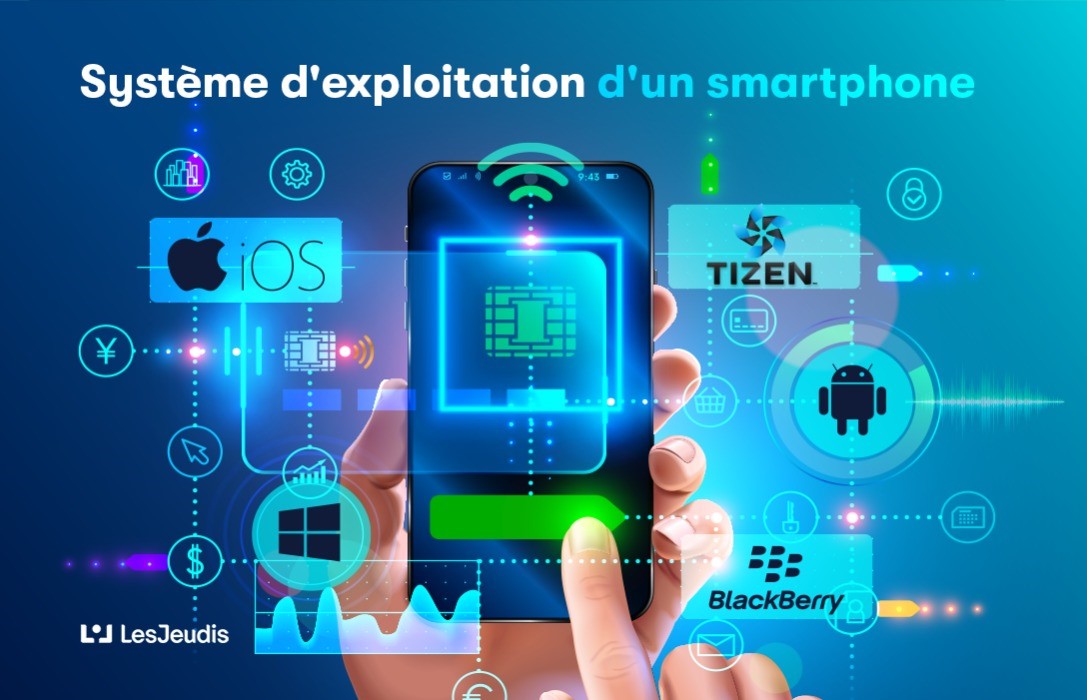 Système d'exploitation d'un smartphone
9:43
iOS
TIZEN
¥
$
BlackBerry
LesJeudis
€